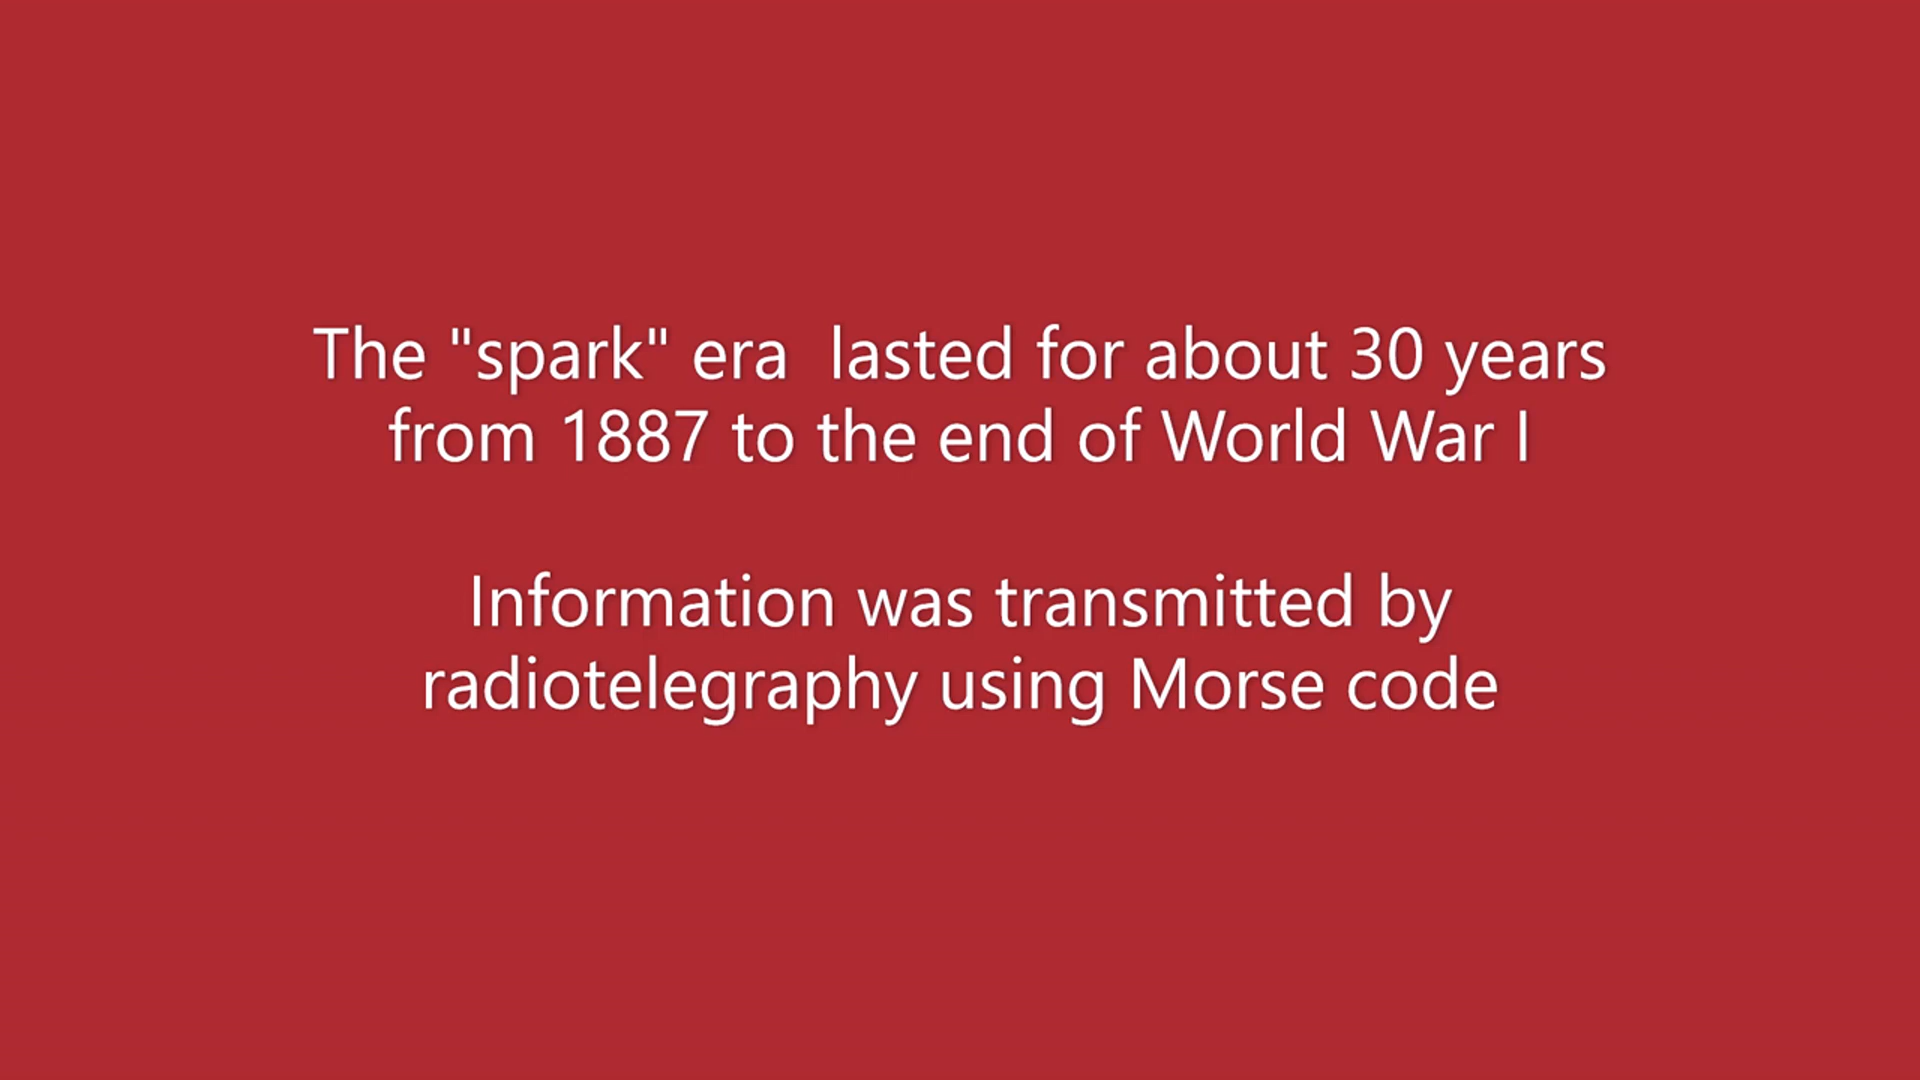 The "spark" era  lasted for about 30 years
from 1887 to the end of World War I
Information was transmitted by
radiotelegraphy using Morse code